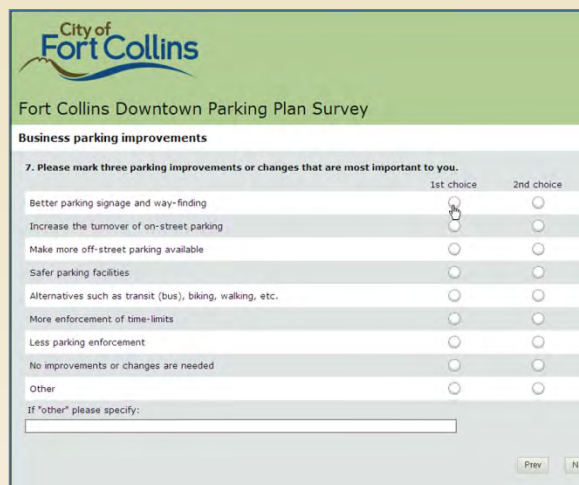 City of
Fort Collins
Fort Collins Downtown Parking Plan Survey
Business parking improvements
7. Please mark three parking improvements or changes that are most important to you.
1st choice 2nd choice
Better parking signage and way-finding
Increase the turnover of on-street parking
Make more off-street parking available
Safer parking facilities
Alternatives such as transit (bus), biking, walking, etc.
More enforcement of time-limits
Less parking enforcement
No improvements or changes are needed
Other
If "other" please specify:
Prev